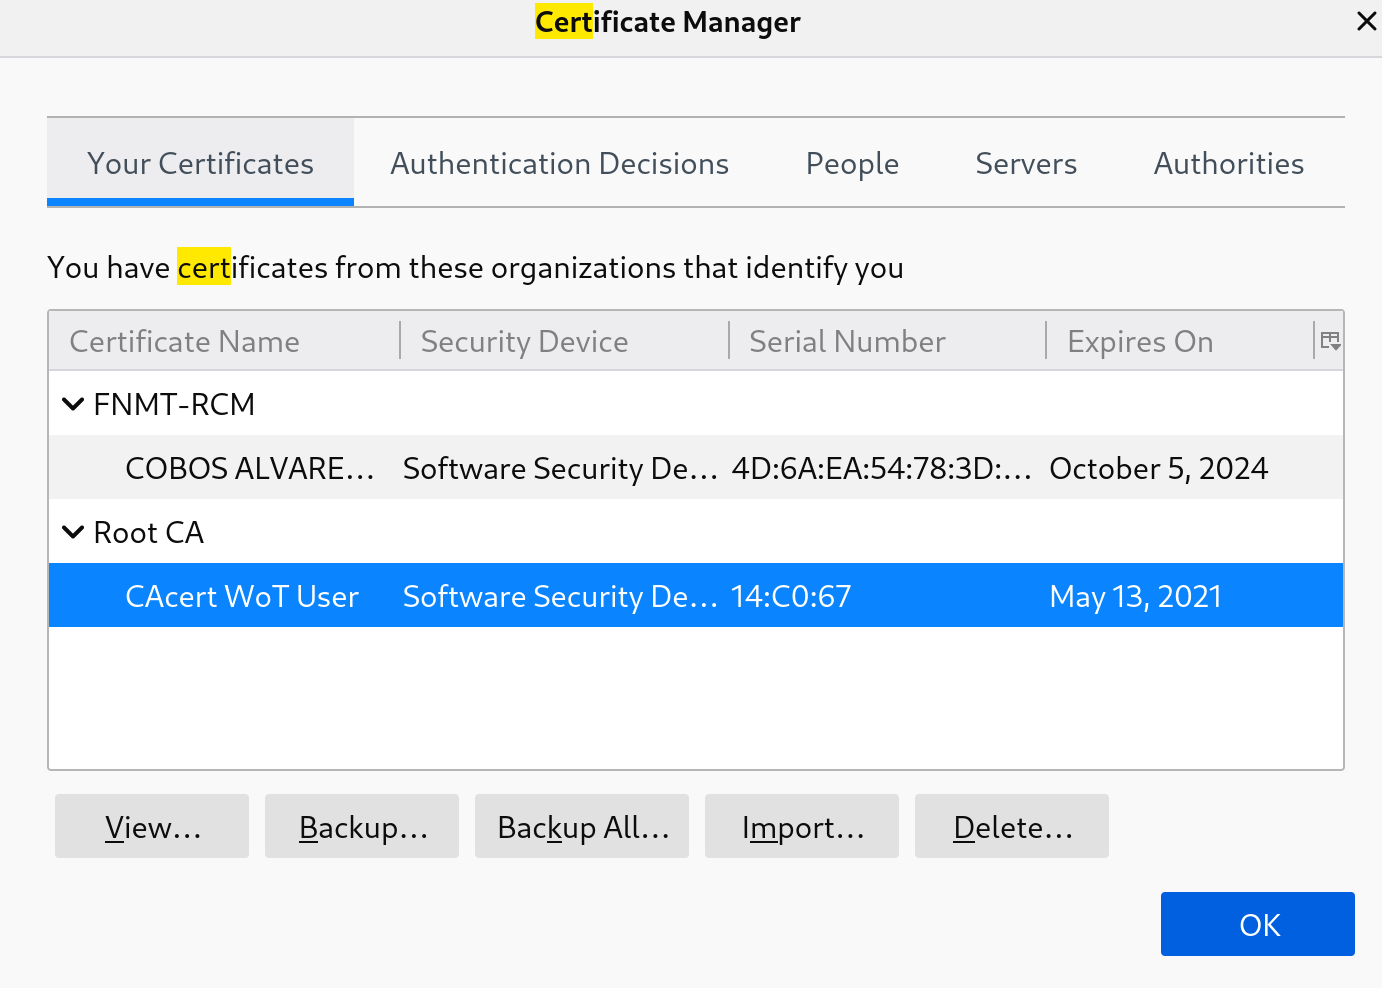 Certificate Manager
Your Certificates Authentication Decisions People Servers Authorities
You have certificates from these organizations that identify you
Certificate Name Security Device Serial Number Expires On
FNMT-RCM
COBOS ALVARE... Software Security De... 4D:6A:EA:54:78:3D:... October 5, 2024
Root CA
CAcert WoT User Software Security De... 14:C0:67 May 13, 2021
View... Backup... Backup All... Import... Delete...
OK